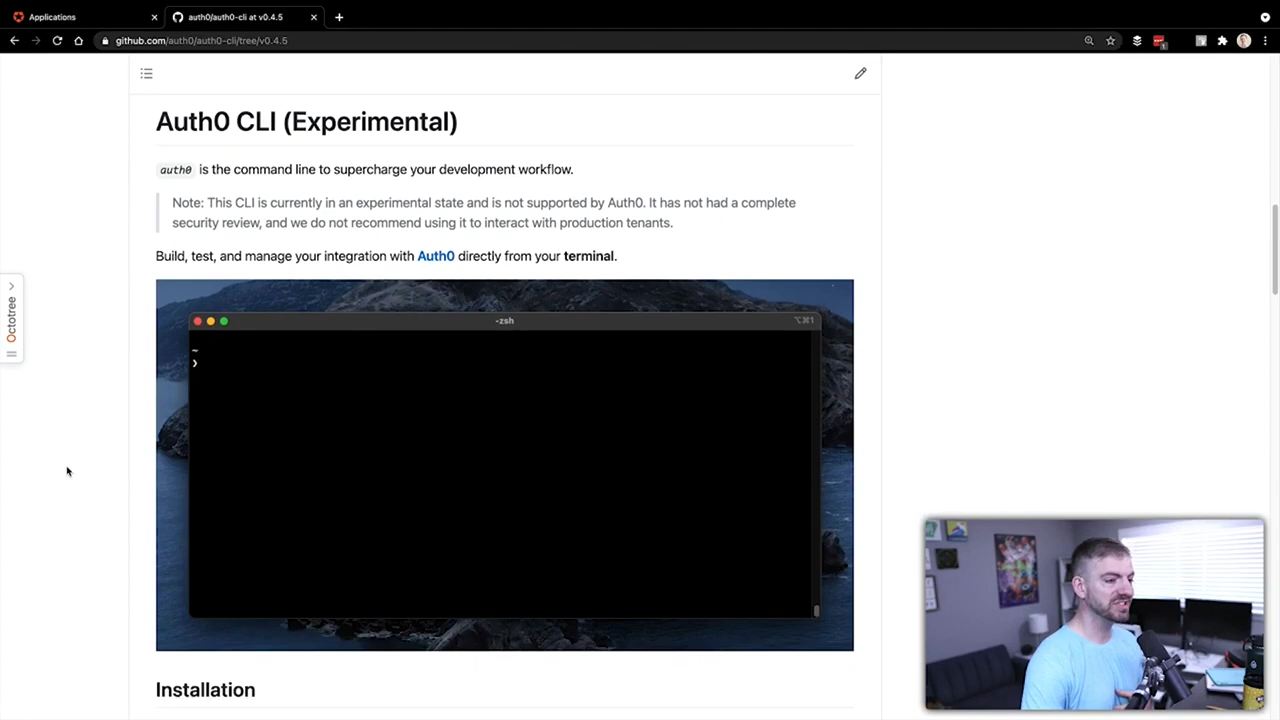 Applications
auth0/auth0-cli at v0.4.5
github.com/auth0/auth0-cli/tree/v0.4.5
Auth0 CLI (Experimental)
auth0 is the command line to supercharge your development workflow.
Note: This CLI is currently in an experimental state and is not supported by Auth0. It has not had a complete
security review, and we do not recommend using it to interact with production tenants.
Build, test, and manage your integration with Auth0 directly from your terminal.
Octotree
-zsh
⌥⌘1
~
❯
Installation